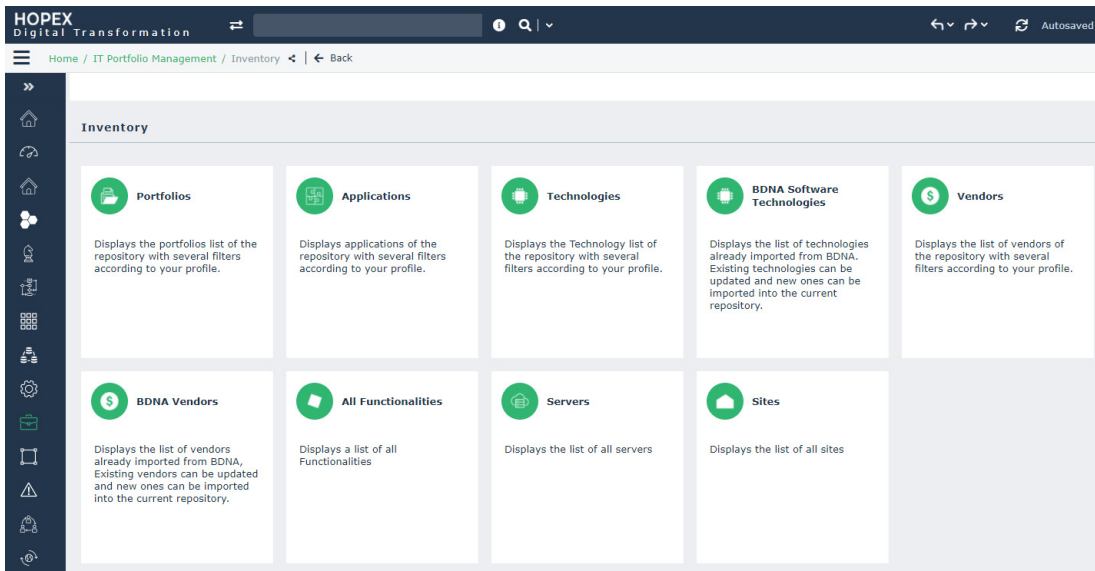 HOPEX
Digital Transformation
Autosaved
Home / IT Portfolio Management / Inventory
Back
Inventory
Portfolios
Displays the portfolios list of the
repository with several filters
according to your profile.
Applications
Displays applications of the
repository with several filters
according to your profile.
Technologies
Displays the Technology list of
the repository with several
filters according to your profile.
BDNA Software
Technologies
Displays the list of technologies
already imported from BDNA.
Existing technologies can be
updated and new ones can be
imported into the current
repository.
Vendors
Displays the list of vendors of
the repository with several
filters according to your profile.
BDNA Vendors
Displays the list of vendors
already imported from BDNA,
Existing vendors can be updated
and new ones can be imported
into the current repository.
All Functionalities
Displays a list of all
Functionalities
Servers
Displays the list of all servers
Sites
Displays the list of all sites